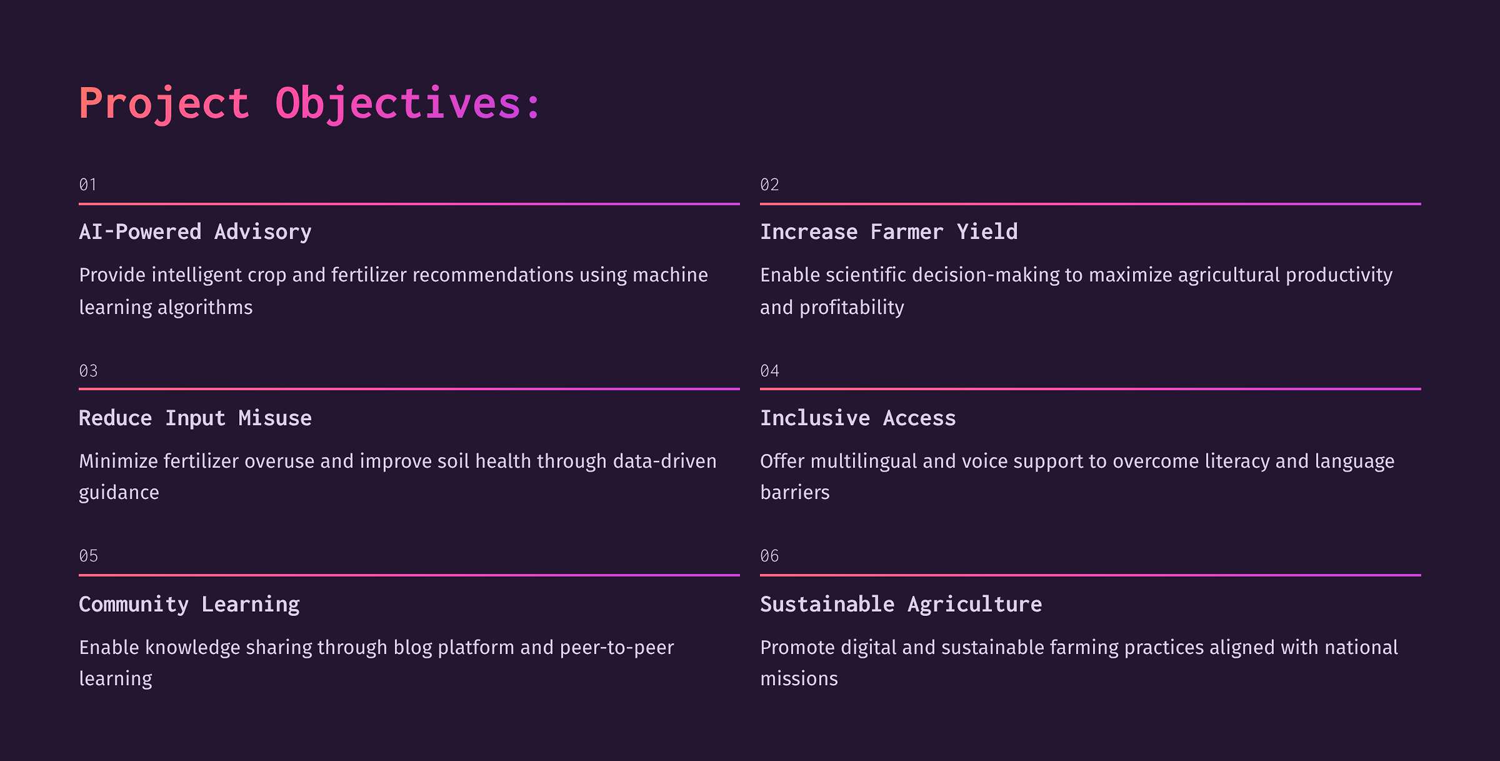 Project Objectives:
01
AI-Powered Advisory
Provide intelligent crop and fertilizer recommendations using machine
learning algorithms
02
Increase Farmer Yield
Enable scientific decision-making to maximize agricultural productivity
and profitability
03
Reduce Input Misuse
Minimize fertilizer overuse and improve soil health through data-driven
guidance
04
Inclusive Access
Offer multilingual and voice support to overcome literacy and language
barriers
05
Community Learning
Enable knowledge sharing through blog platform and peer-to-peer
learning
06
Sustainable Agriculture
Promote digital and sustainable farming practices aligned with national
missions